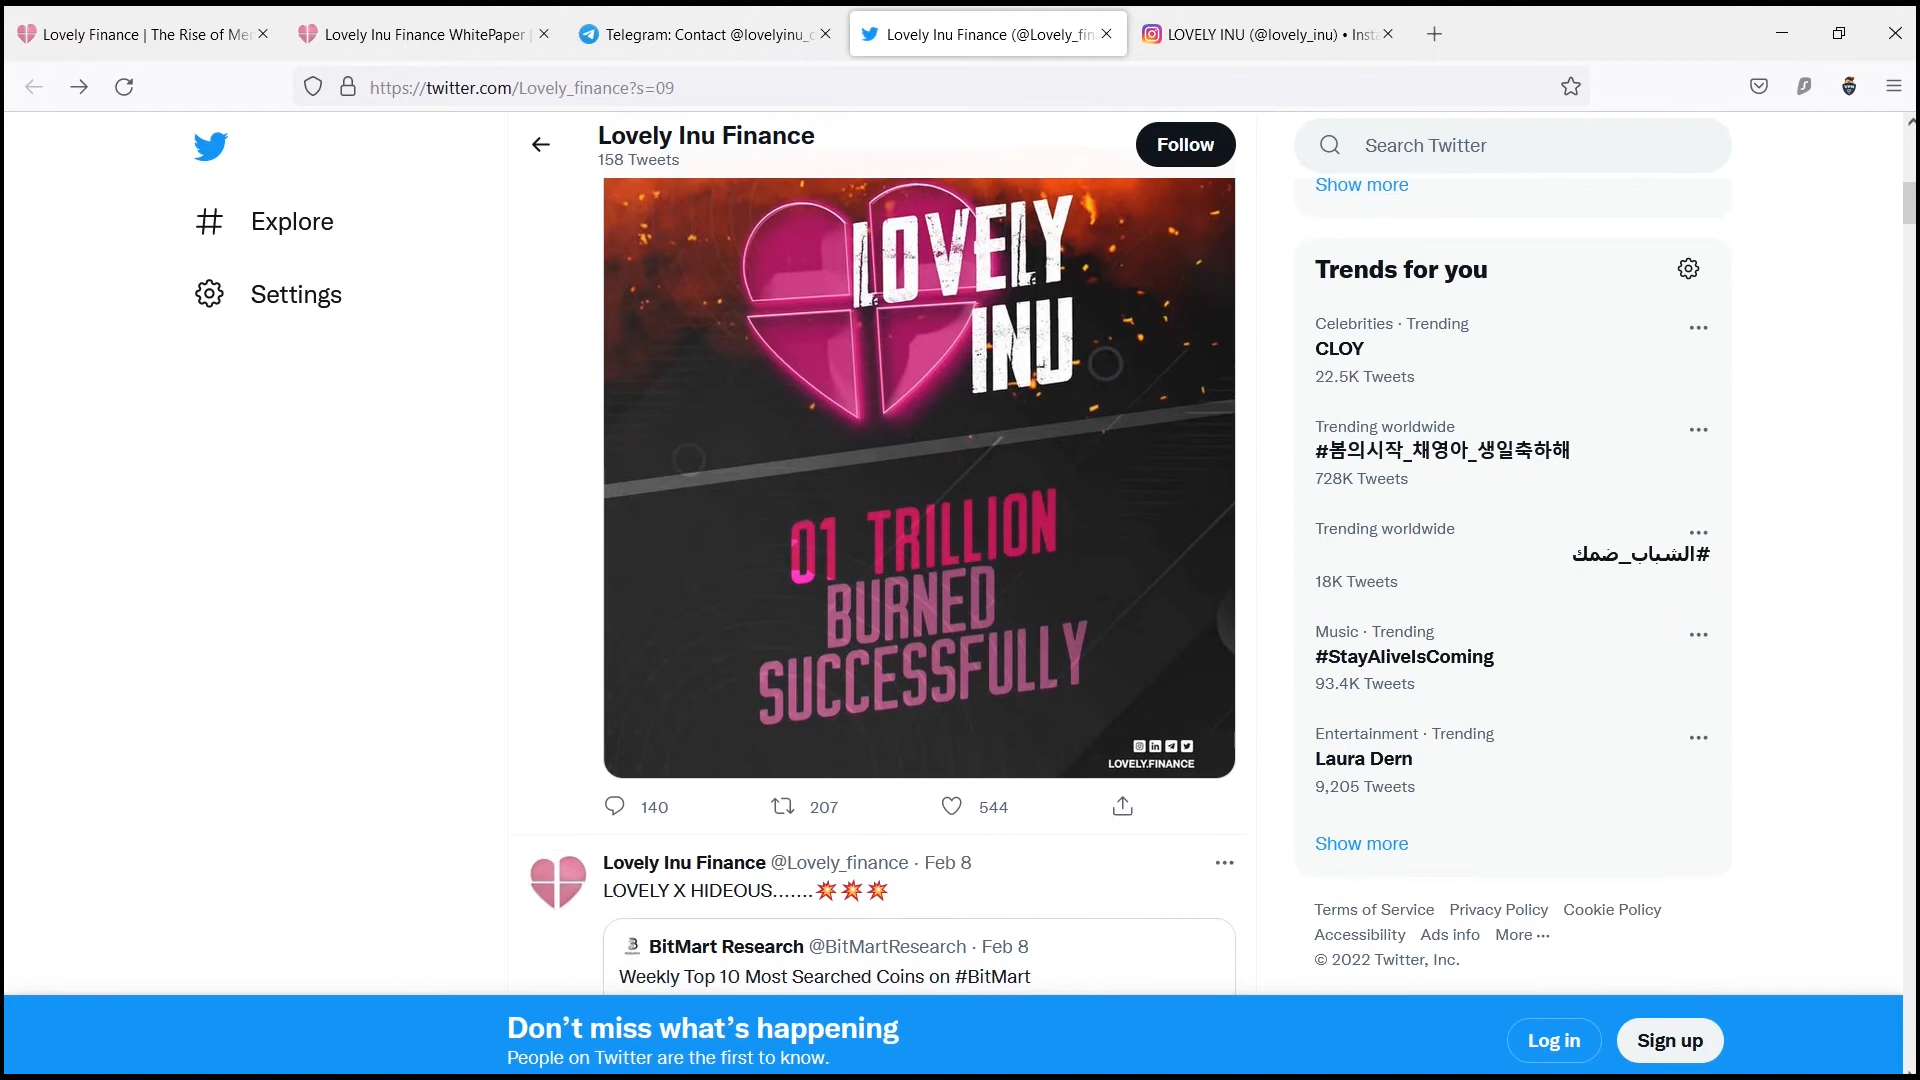 Lovely Finance | The Rise of Mer
Lovely Inu Finance WhitePaper |
Telegram: Contact @lovelyinu_c
Lovely Inu Finance (@Lovely_fin
LOVELY INU (@lovely_inu) • Insta
https://twitter.com/Lovely_finance?s=09
Lovely Inu Finance
158 Tweets
Follow
Explore
Settings
LOVELY
INU
01 TRILLION
BURNED
SUCCESSFULLY
LOVELY.FINANCE
140
207
544
Lovely Inu Finance @Lovely_finance · Feb 8
LOVELY X HIDEOUS.......💥💥💥
BitMart Research @BitMartResearch · Feb 8
Weekly Top 10 Most Searched Coins on #BitMart
Search Twitter
Show more
Trends for you
Celebrities · Trending
CLOY
22.5K Tweets
Trending worldwide
#봄의시작_채영아_생일축하해
728K Tweets
Trending worldwide
#الشباب_ضمك
18K Tweets
Music · Trending
#StayAliveIsComing
93.4K Tweets
Entertainment · Trending
Laura Dern
9,205 Tweets
Show more
Terms of Service Privacy Policy Cookie Policy
Accessibility Ads info More ···
© 2022 Twitter, Inc.
Don’t miss what’s happening
People on Twitter are the first to know.
Log in
Sign up